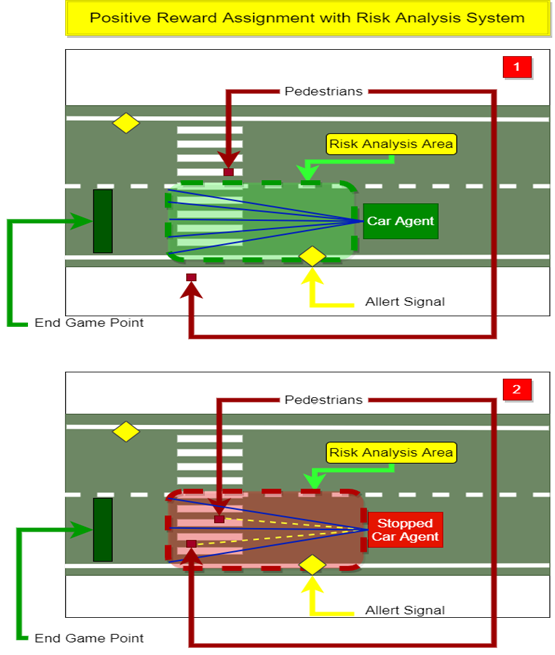 Positive Reward Assignment with Risk Analysis System
1
Pedestrians
Risk Analysis Area
Car Agent
Allert Signal
End Game Point
2
Pedestrians
Risk Analysis Area
Stopped
Car Agent
Allert Signal
End Game Point